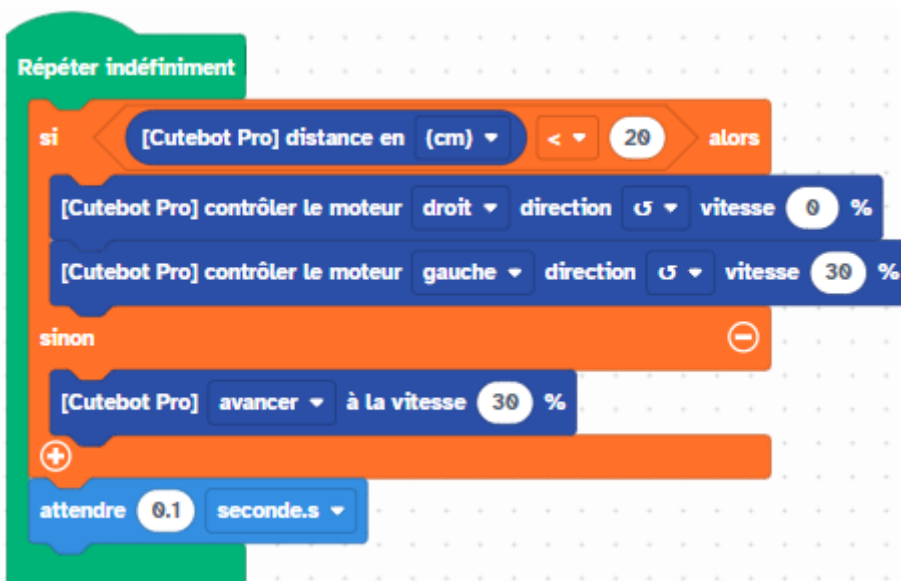 Répéter indéfiniment
si [Cutebot Pro] distance en (cm) < 20 alors
[Cutebot Pro] contrôler le moteur droit direction ↺ vitesse 0 %
[Cutebot Pro] contrôler le moteur gauche direction ↺ vitesse 30 %
sinon
[Cutebot Pro] avancer à la vitesse 30 %
attendre 0.1 seconde.s